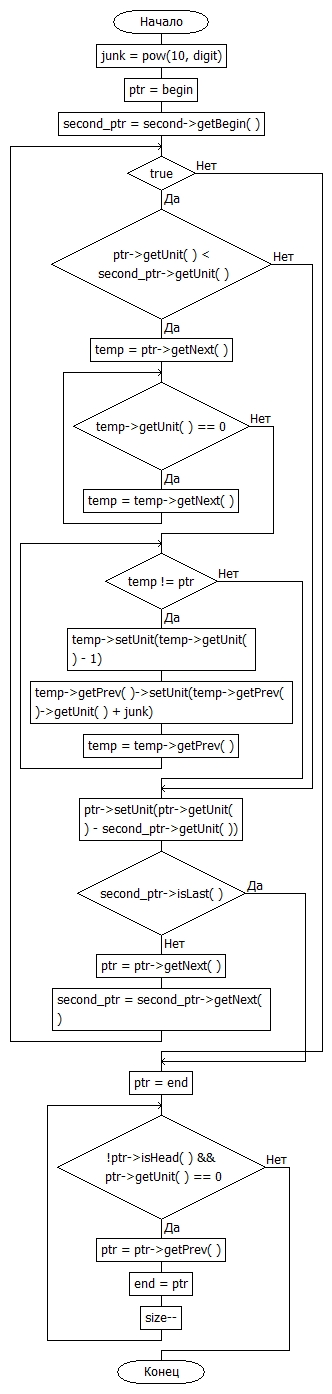 Начало
junk = pow(10, digit)
ptr = begin
second_ptr = second->getBegin( )
true
Нет
Да
ptr->getUnit( ) <
second_ptr->getUnit( )
Нет
Да
temp = ptr->getNext( )
temp->getUnit( ) == 0
Нет
Да
temp = temp->getNext( )
temp != ptr
Нет
Да
temp->setUnit(temp->getUnit(
) - 1)
temp->getPrev( )->setUnit(temp->getPrev(
)->getUnit( ) + junk)
temp = temp->getPrev( )
ptr->setUnit(ptr->getUnit(
) - second_ptr->getUnit( ))
second_ptr->isLast( )
Да
Нет
ptr = ptr->getNext( )
second_ptr = second_ptr->getNext(
)
ptr = end
!ptr->isHead( ) &&
ptr->getUnit( ) == 0
Нет
Да
ptr = ptr->getPrev( )
end = ptr
size--
Конец